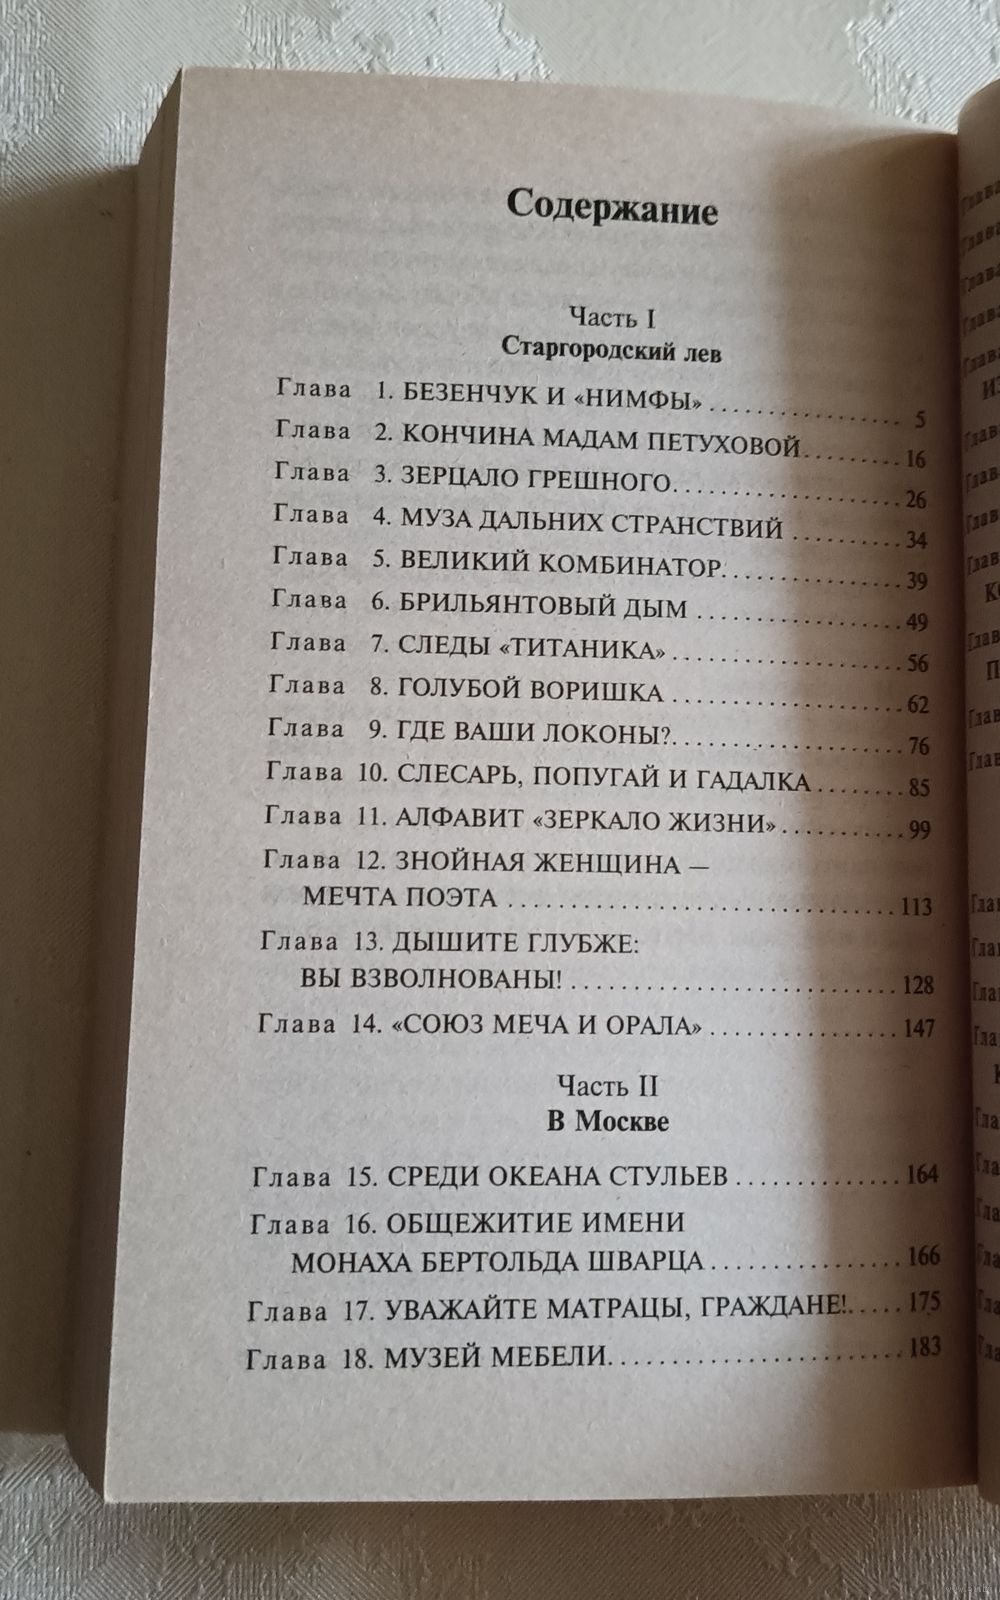 Содержание
Часть I
Старгородский лев
Глава 1. БЕЗЕНЧУК И «НИМФЫ» 5
Глава 2. КОНЧИНА МАДАМ ПЕТУХОВОЙ 16
Глава 3. ЗЕРЦАЛО ГРЕШНОГО 26
Глава 4. МУЗА ДАЛЬНИХ СТРАНСТВИЙ 34
Глава 5. ВЕЛИКИЙ КОМБИНАТОР 39
Глава 6. БРИЛЬЯНТОВЫЙ ДЫМ 49
Глава 7. СЛЕДЫ «ТИТАНИКА» 56
Глава 8. ГОЛУБОЙ ВОРИШКА 62
Глава 9. ГДЕ ВАШИ ЛОКОНЫ? 76
Глава 10. СЛЕСАРЬ, ПОПУГАЙ И ГАДАЛКА 85
Глава 11. АЛФАВИТ «ЗЕРКАЛО ЖИЗНИ» 99
Глава 12. ЗНОЙНАЯ ЖЕНЩИНА —
МЕЧТА ПОЭТА 113
Глава 13. ДЫШИТЕ ГЛУБЖЕ:
ВЫ ВЗВОЛНОВАНЫ! 128
Глава 14. «СОЮЗ МЕЧА И ОРАЛА» 147
Часть II
В Москве
Глава 15. СРЕДИ ОКЕАНА СТУЛЬЕВ 164
Глава 16. ОБЩЕЖИТИЕ ИМЕНИ
МОНАХА БЕРТОЛЬДА ШВАРЦА 166
Глава 17. УВАЖАЙТЕ МАТРАЦЫ, ГРАЖДАНЕ! 175
Глава 18. МУЗЕЙ МЕБЕЛИ 183